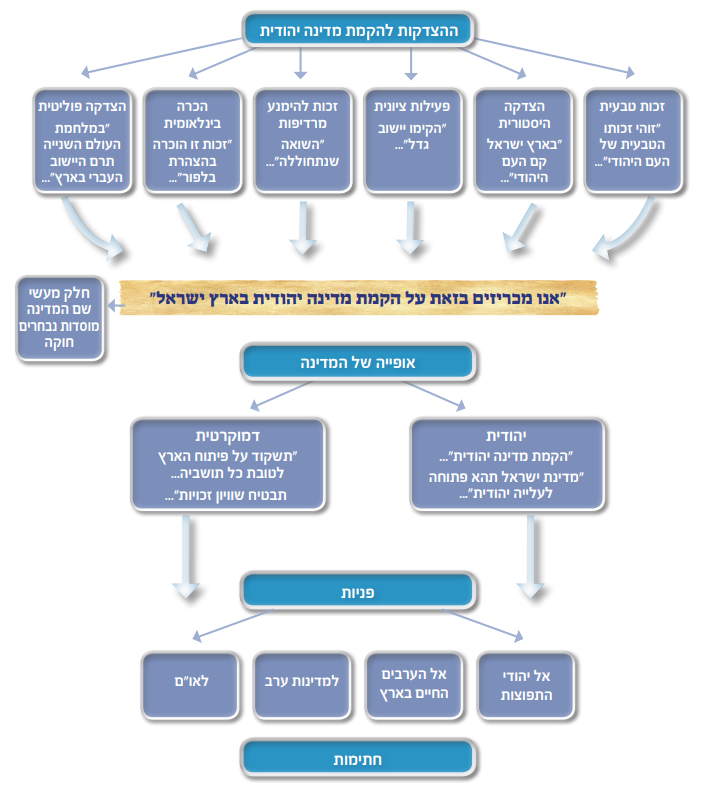 ההצדקות להקמת מדינה יהודית
זכות טבעית
"זוהי זכותו
הטבעית של
העם היהודי"...
הצדקה
היסטורית
"בארץ ישראל
קם העם
היהודי"...
פעילות ציונית
"הקימו יישוב
גדל"...
זכות להימנע
מרדיפות
"השואה
שנתחוללה"...
הכרה
בינלאומית
"זכות זו הוכרה
בהצהרת
בלפור"...
הצדקה פוליטית
"במלחמת
העולם השנייה
תרם היישוב
העברי בארץ"...
"אנו מכריזים בזאת על הקמת מדינה יהודית בארץ ישראל"
חלק מעשי
שם המדינה
מוסדות נבחרים
חוקה
אופייה של המדינה
יהודית
"הקמת מדינה יהודית"...
"מדינת ישראל תהא פתוחה
לעלייה יהודית"...
דמוקרטית
"תשקוד על פיתוח הארץ
לטובת כל תושביה...
תבטיח שוויון זכויות"...
פניות
אל יהודי
התפוצות
אל הערבים
החיים בארץ
למדינות ערב
לאו"ם
חתימות